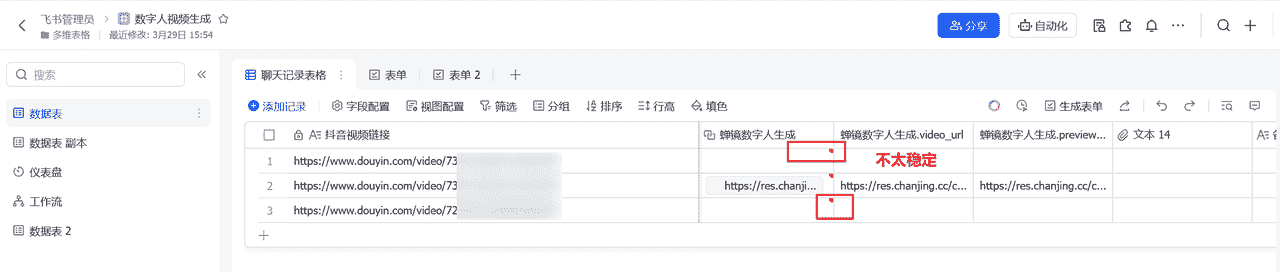 飞书管理员 数字人视频生成
多维表格 最近修改: 3月29日 15:54
分享
自动化
搜索
数据表
数据表 副本
仪表盘
工作流
数据表 2
聊天记录表格 表单 表单 2
添加记录 字段配置 视图配置 筛选 分组 排序 行高 填色 生成表单
抖音视频链接 蝉镜数字人生成 蝉镜数字人生成.video_url 蝉镜数字人生成.preview... 文本 14
1 https://www.douyin.com/video/73
不太稳定
2 https://www.douyin.com/video/73 https://res.chanji... https://res.chanjing.cc/c... https://res.chanjing.cc/c...
3 https://www.douyin.com/video/72